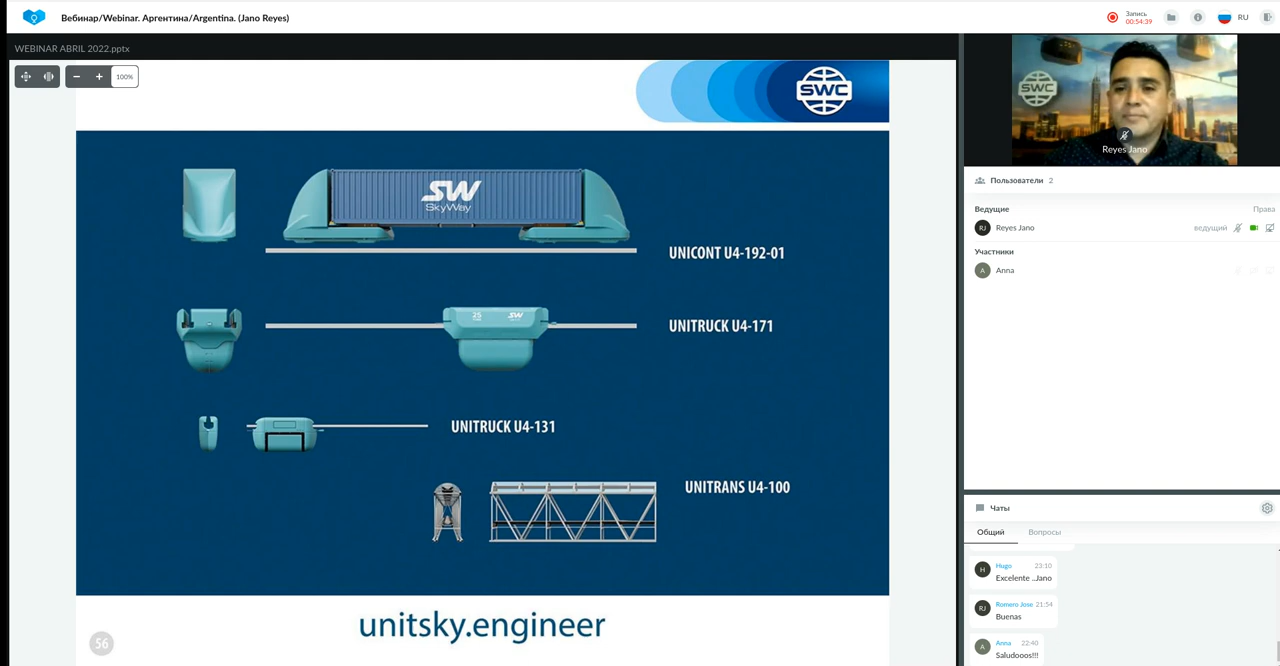 Вебинар/Webinar. Аргентина/Argentina. (Jano Reyes)
Запись
00:54:39
RU
WEBINAR ABRIL 2022.pptx
100%
SWC
SWC
Reyes Jano
SW
SkyWay
UNICONT U4-192-01
25
SW
UNITRUCK U4-171
UNITRUCK U4-131
UNITRANS U4-100
unitsky.engineer
56
Пользователи 2
Ведущие Права
RJ Reyes Jano ведущий
Участники
A Anna
Чаты
Общий Вопросы
H Hugo 23:10
Excelente ..Jano
RJ Romero Jose 21:54
Buenas
A Anna 22:40
Saludooos!!!